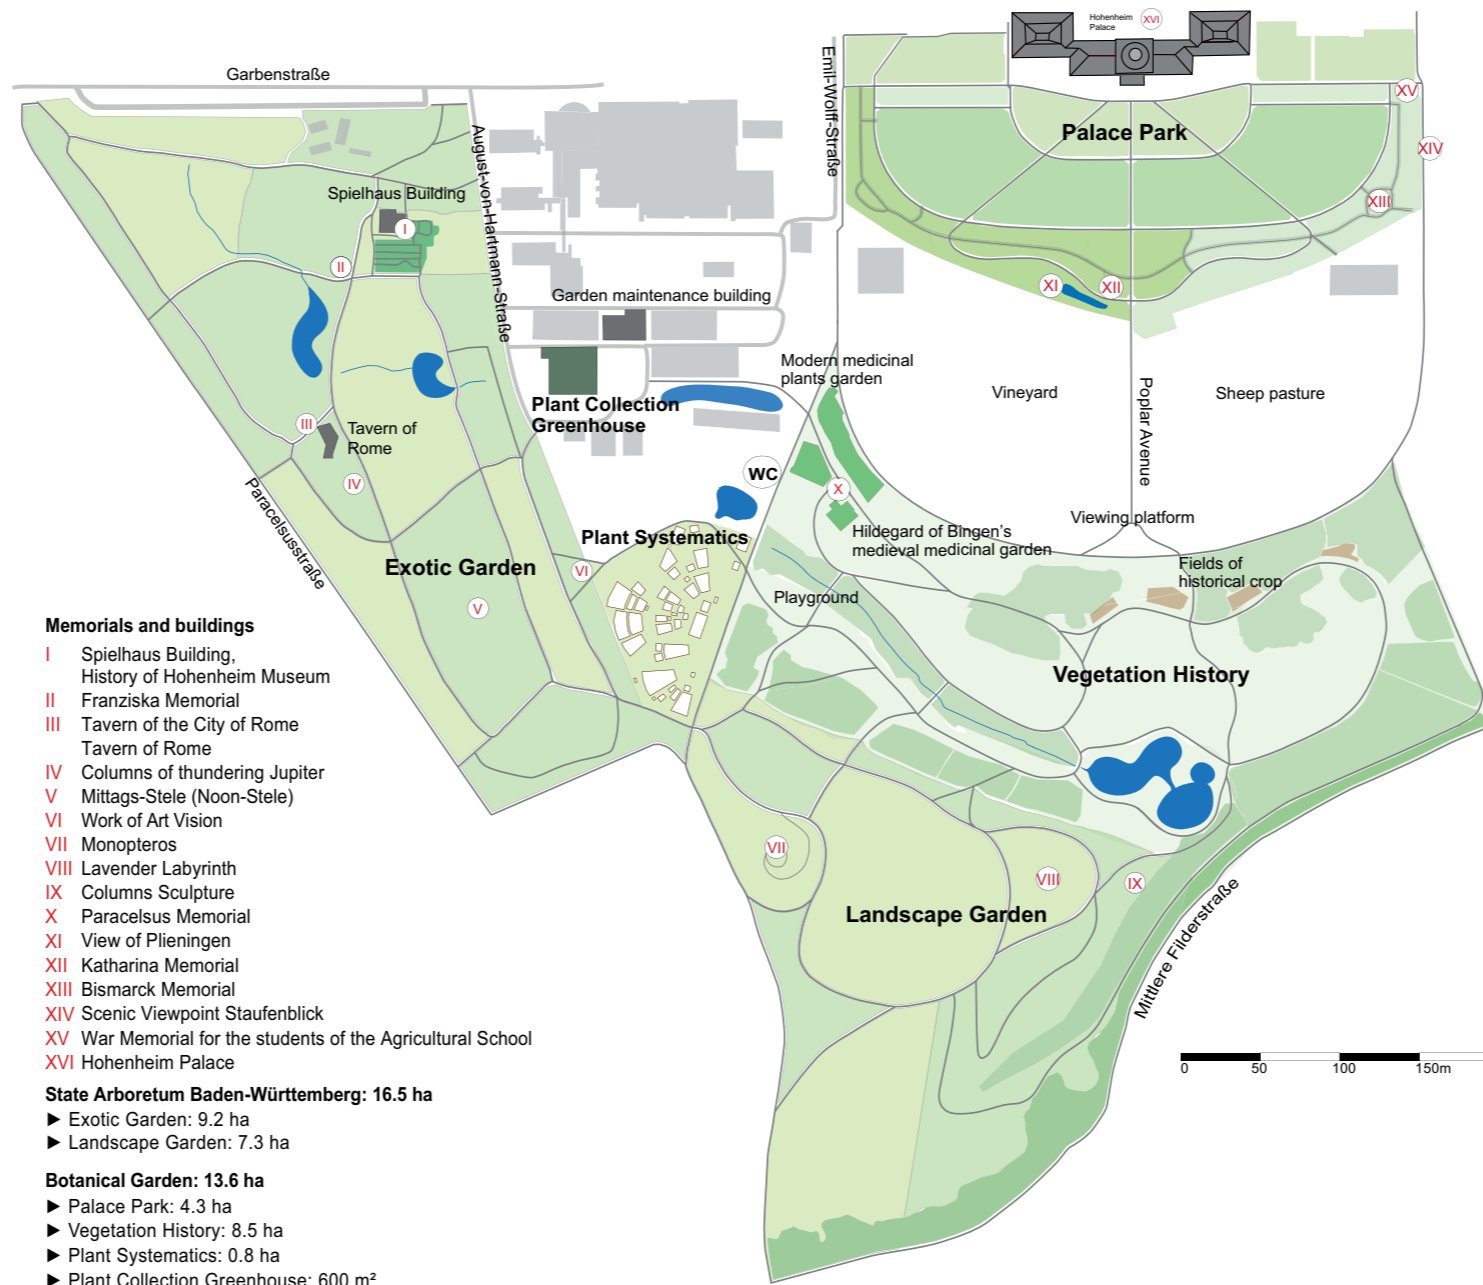 Hohenheim
Palace
XVI
Garbenstraße
Emil-Wolff-Straße
August-von-Hartmann-Straße
Palace Park
XV
XIV
XIII
Spielhaus Building
I
II
XI
XII
Garden maintenance building
Modern medicinal
plants garden
Vineyard
Poplar Avenue
Sheep pasture
Plant Collection
Greenhouse
III
Tavern of
Rome
IV
WC
X
Paracelsusstraße
Viewing platform
Hildegard of Bingen’s
medieval medicinal garden
Plant Systematics
Exotic Garden
VI
V
Fields of
historical crop
Playground
Vegetation History
VII
VIII
IX
Landscape Garden
Mittlere Filderstraße
0 50 100 150m
Memorials and buildings
I Spielhaus Building,
History of Hohenheim Museum
II Franziska Memorial
III Tavern of the City of Rome
Tavern of Rome
IV Columns of thundering Jupiter
V Mittags-Stele (Noon-Stele)
VI Work of Art Vision
VII Monopteros
VIII Lavender Labyrinth
IX Columns Sculpture
X Paracelsus Memorial
XI View of Plieningen
XII Katharina Memorial
XIII Bismarck Memorial
XIV Scenic Viewpoint Staufenblick
XV War Memorial for the students of the Agricultural School
XVI Hohenheim Palace
State Arboretum Baden-Württemberg: 16.5 ha
► Exotic Garden: 9.2 ha
► Landscape Garden: 7.3 ha
Botanical Garden: 13.6 ha
► Palace Park: 4.3 ha
► Vegetation History: 8.5 ha
► Plant Systematics: 0.8 ha
► Plant Collection Greenhouse: 600 m²